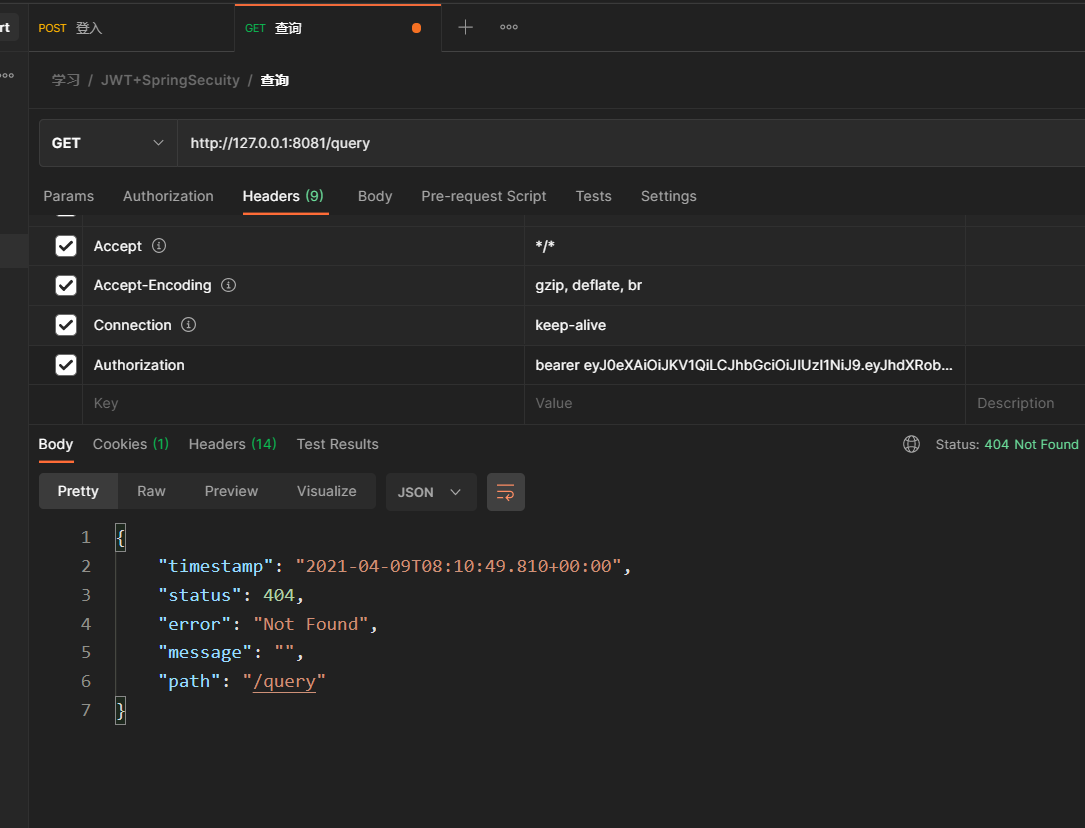 rt POST 登入 GET 查询
学习 / JWT+SpringSecuity / 查询
GET http://127.0.0.1:8081/query
Params Authorization Headers (9) Body Pre-request Script Tests Settings
Accept */*
Accept-Encoding gzip, deflate, br
Connection keep-alive
Authorization bearer eyJ0eXAiOiJKV1QiLCJhbGciOiJIUzI1NiJ9.eyJhdXRob...
Key Value Description
Body Cookies (1) Headers (14) Test Results Status: 404 Not Found
Pretty Raw Preview Visualize JSON
1 {
2 "timestamp": "2021-04-09T08:10:49.810+00:00",
3 "status": 404,
4 "error": "Not Found",
5 "message": "",
6 "path": "/query"
7 }